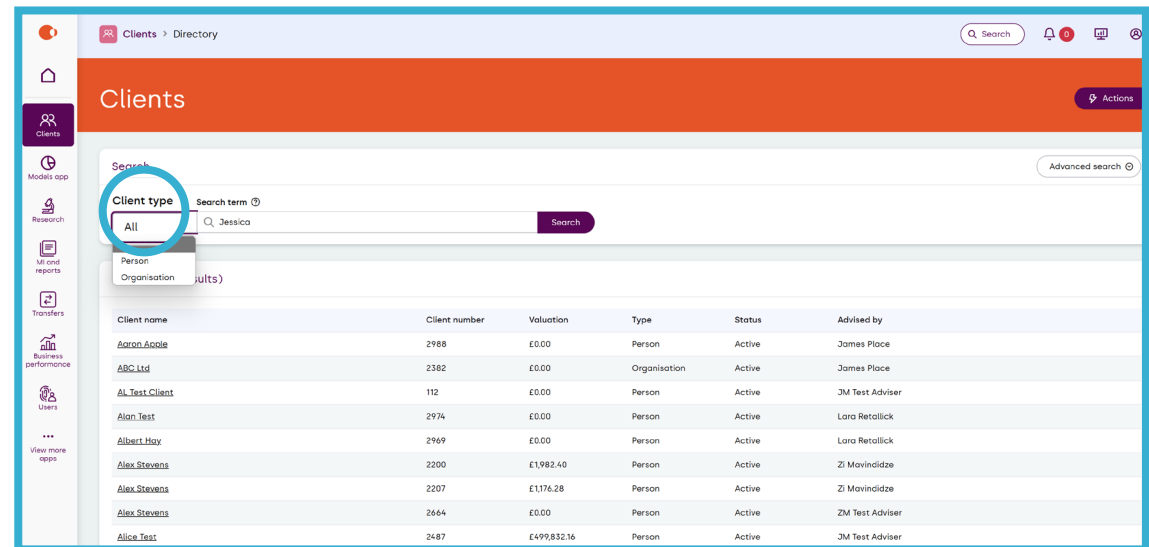 Clients > Directory
Search
0
Clients
Actions
Clients
Models app
Research
MI and
reports
Transfers
Business
performance
Users
View more
apps
Search
Advanced search
Client type
Search term
All
Jessica
Search
Person
Organisation
Client name Client number Valuation Type Status Advised by
Aaron Apple 2988 £0.00 Person Active James Place
ABC Ltd 2382 £0.00 Organisation Active James Place
AL Test Client 112 £0.00 Person Active JM Test Adviser
Alan Test 2974 £0.00 Person Active Lara Retallick
Albert Hay 2969 £0.00 Person Active Lara Retallick
Alex Stevens 2200 £1,982.40 Person Active Zi Mavindidze
Alex Stevens 2207 £1,176.28 Person Active Zi Mavindidze
Alex Stevens 2664 £0.00 Person Active ZM Test Adviser
Alice Test 2487 £499,832.16 Person Active JM Test Adviser